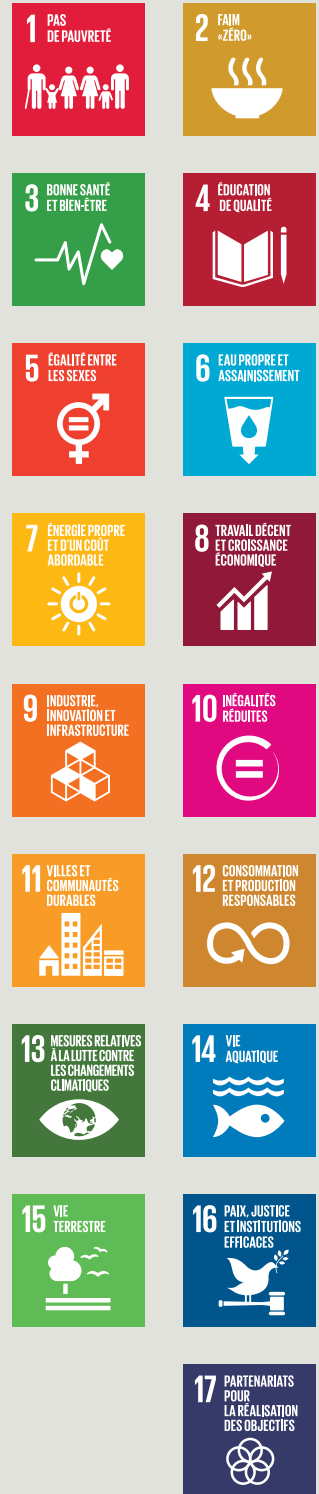 1 PAS
DE PAUVRETÉ
2 FAIM
«ZÉRO»
3 BONNE SANTÉ
ET BIEN-ÊTRE
4 ÉDUCATION
DE QUALITÉ
5 ÉGALITÉ ENTRE
LES SEXES
6 EAU PROPRE ET
ASSAINISSEMENT
7 ÉNERGIE PROPRE
ET D'UN COÛT
ABORDABLE
8 TRAVAIL DÉCENT
ET CROISSANCE
ÉCONOMIQUE
9 INDUSTRIE,
INNOVATION ET
INFRASTRUCTURE
10 INÉGALITÉS
RÉDUITES
11 VILLES ET
COMMUNAUTÉS
DURABLES
12 CONSOMMATION
ET PRODUCTION
RESPONSABLES
13 MESURES RELATIVES
À LA LUTTE CONTRE
LES CHANGEMENTS
CLIMATIQUES
14 VIE
AQUATIQUE
15 VIE
TERRESTRE
16 PAIX, JUSTICE
ET INSTITUTIONS
EFFICACES
17 PARTENARIATS
POUR
LA RÉALISATION
DES OBJECTIFS